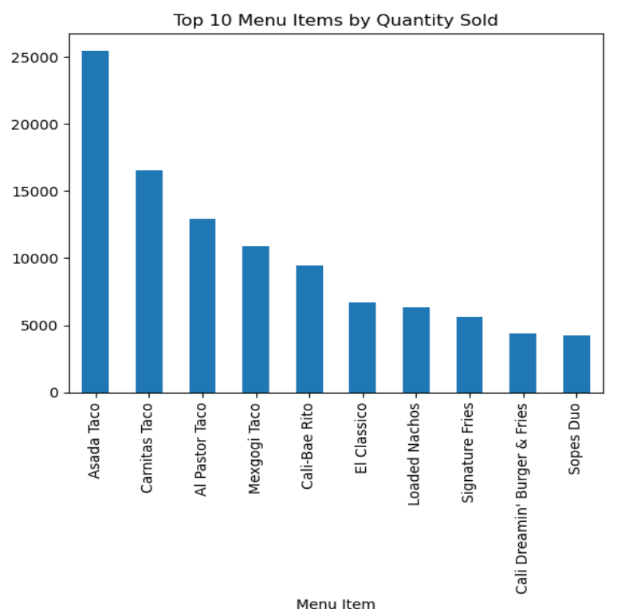 Top 10 Menu Items by Quantity Sold
25000
20000
15000
10000
5000
0
Asada Taco
Carnitas Taco
Al Pastor Taco
Mexgogi Taco
Cali-Bae Rito
El Classico
Loaded Nachos
Signature Fries
Cali Dreamin' Burger & Fries
Sopes Duo
Menu Item